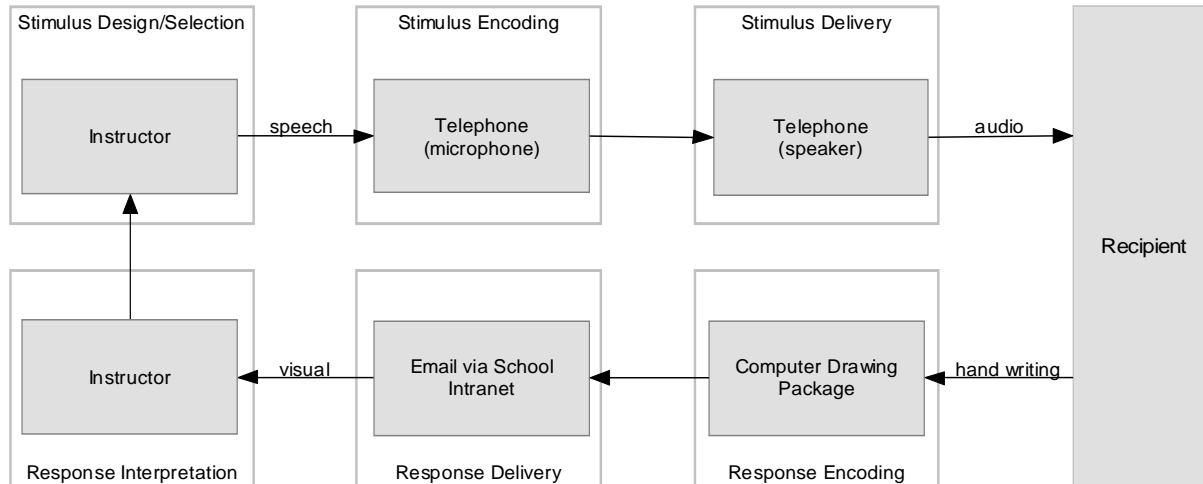 Stimulus Design/Selection
Stimulus Encoding
Stimulus Delivery
Instructor
speech
Telephone
(microphone)
Telephone
(speaker)
audio
Recipient
Instructor
visual
Email via School
Intranet
Computer Drawing
Package
hand writing
Response Interpretation
Response Delivery
Response Encoding